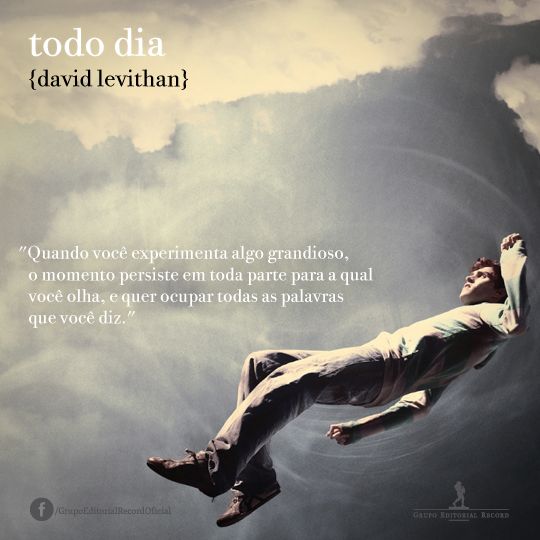 todo dia
{david levithan}
"Quando você experimenta algo grandioso,
o momento persiste em toda parte para a qual
você olha, e quer ocupar todas as palavras
que você diz."
f /GrupoEditorialRecordOficial
GRUPO EDITORIAL RECORD